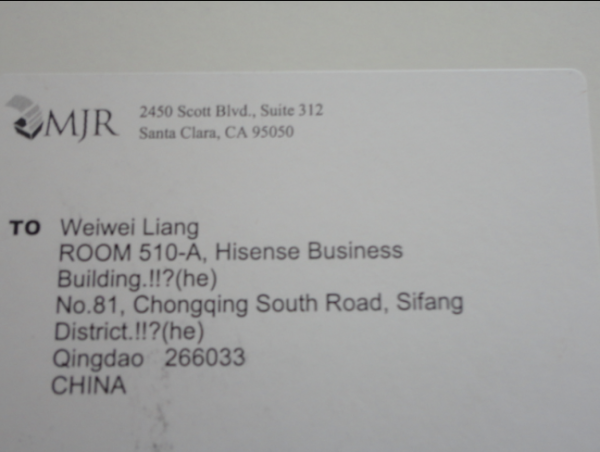 MJR
2450 Scott Blvd., Suite 312
Santa Clara, CA 95050
TO Weiwei Liang
ROOM 510-A, Hisense Business
Building.!!?(he)
No.81, Chongqing South Road, Sifang
District.!!?(he)
Qingdao 266033
CHINA